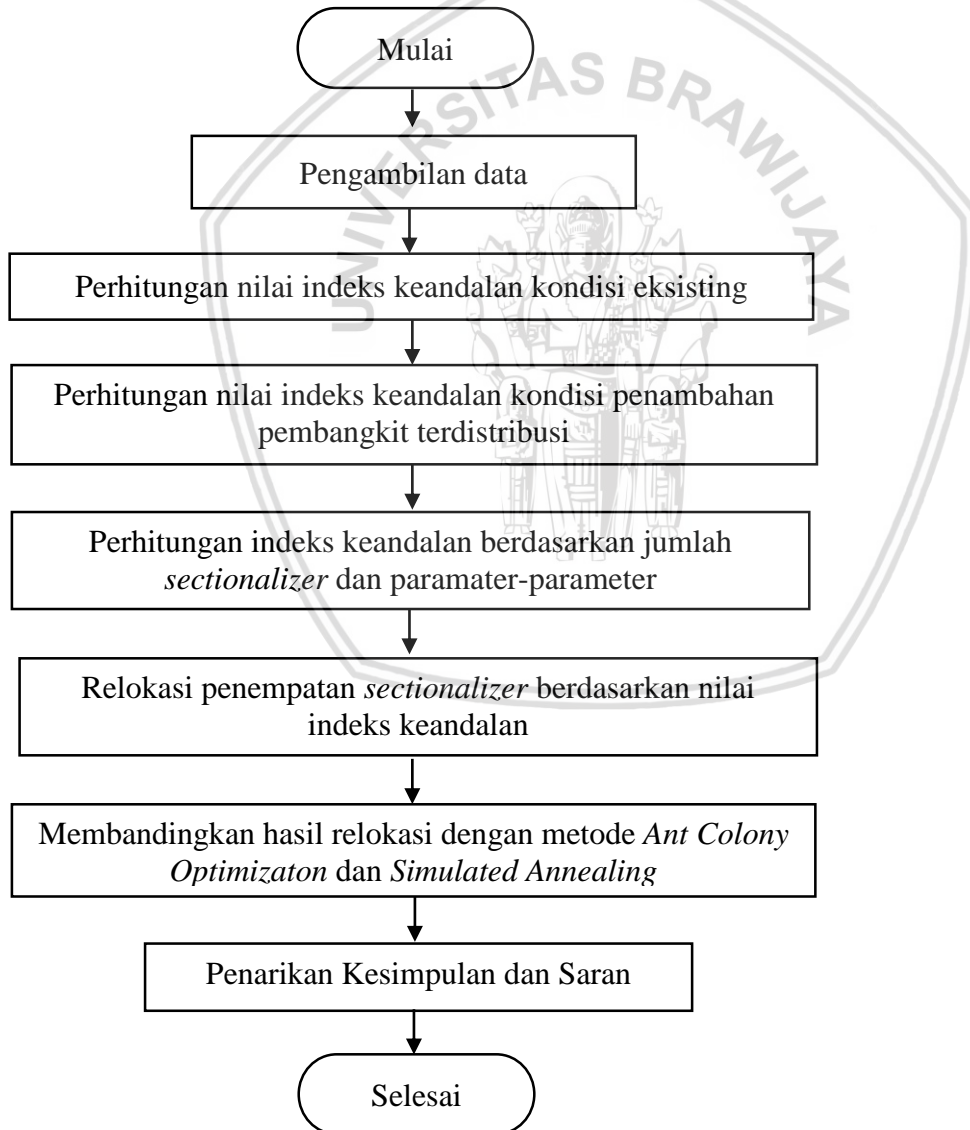 Mulai
UNIVERSITAS BRAWIJAYA
Pengambilan data
Perhitungan nilai indeks keandalan kondisi eksisting
Perhitungan nilai indeks keandalan kondisi penambahan
pembangkit terdistribusi
Perhitungan indeks keandalan berdasarkan jumlah
sectionalizer dan paramater-parameter
Relokasi penempatan sectionalizer berdasarkan nilai
indeks keandalan
Membandingkan hasil relokasi dengan metode Ant Colony
Optimizaton dan Simulated Annealing
Penarikan Kesimpulan dan Saran
Selesai